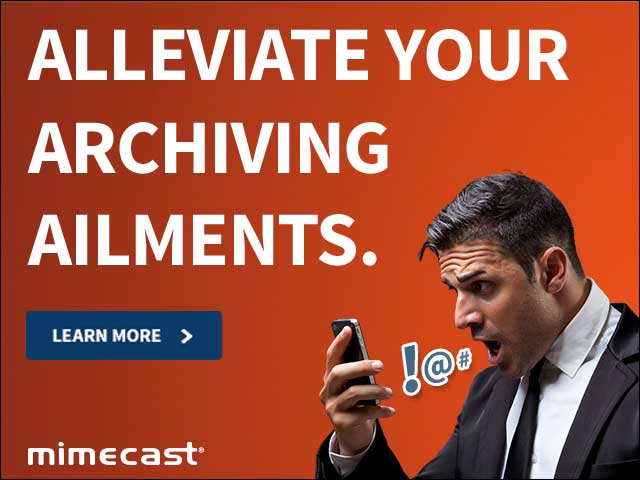 ALLEVIATE YOUR
ARCHIVING
AILMENTS.
LEARN MORE >
!@#
mimecast®